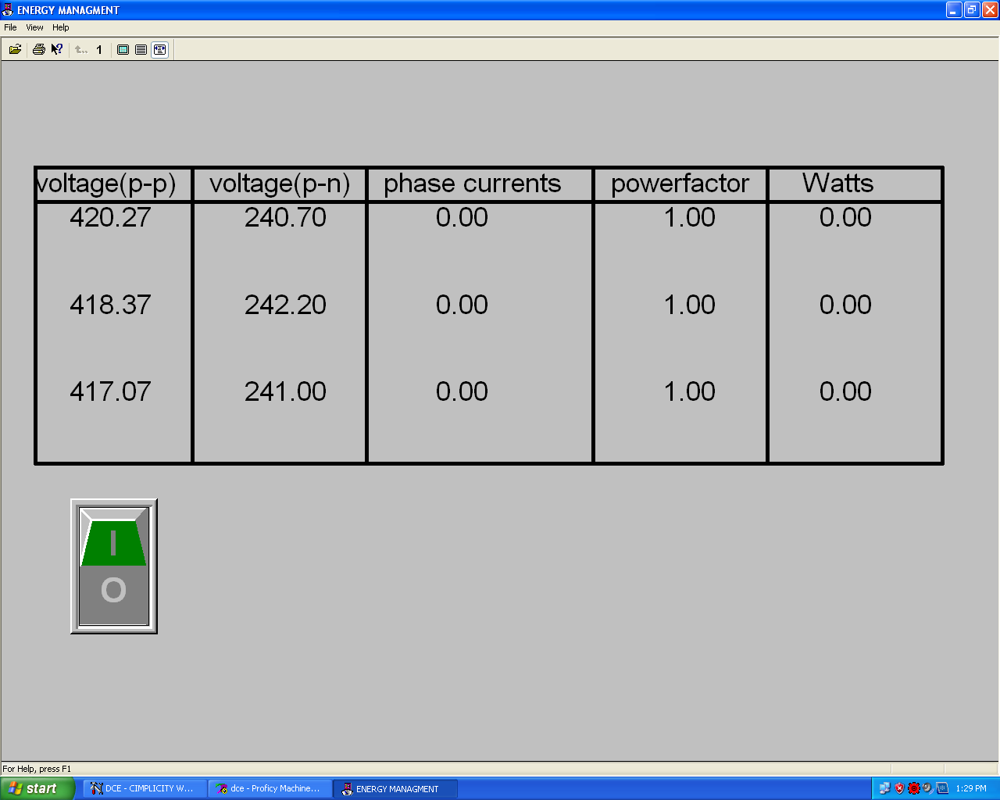 ENERGY MANAGMENT
File View Help
1
voltage(p-p) voltage(p-n) phase currents powerfactor Watts
420.27 240.70 0.00 1.00 0.00
418.37 242.20 0.00 1.00 0.00
417.07 241.00 0.00 1.00 0.00
I
O
For Help, press F1
start DCE - CIMPLICITY W... dce - Proficy Machine... ENERGY MANAGMENT 1:29 PM